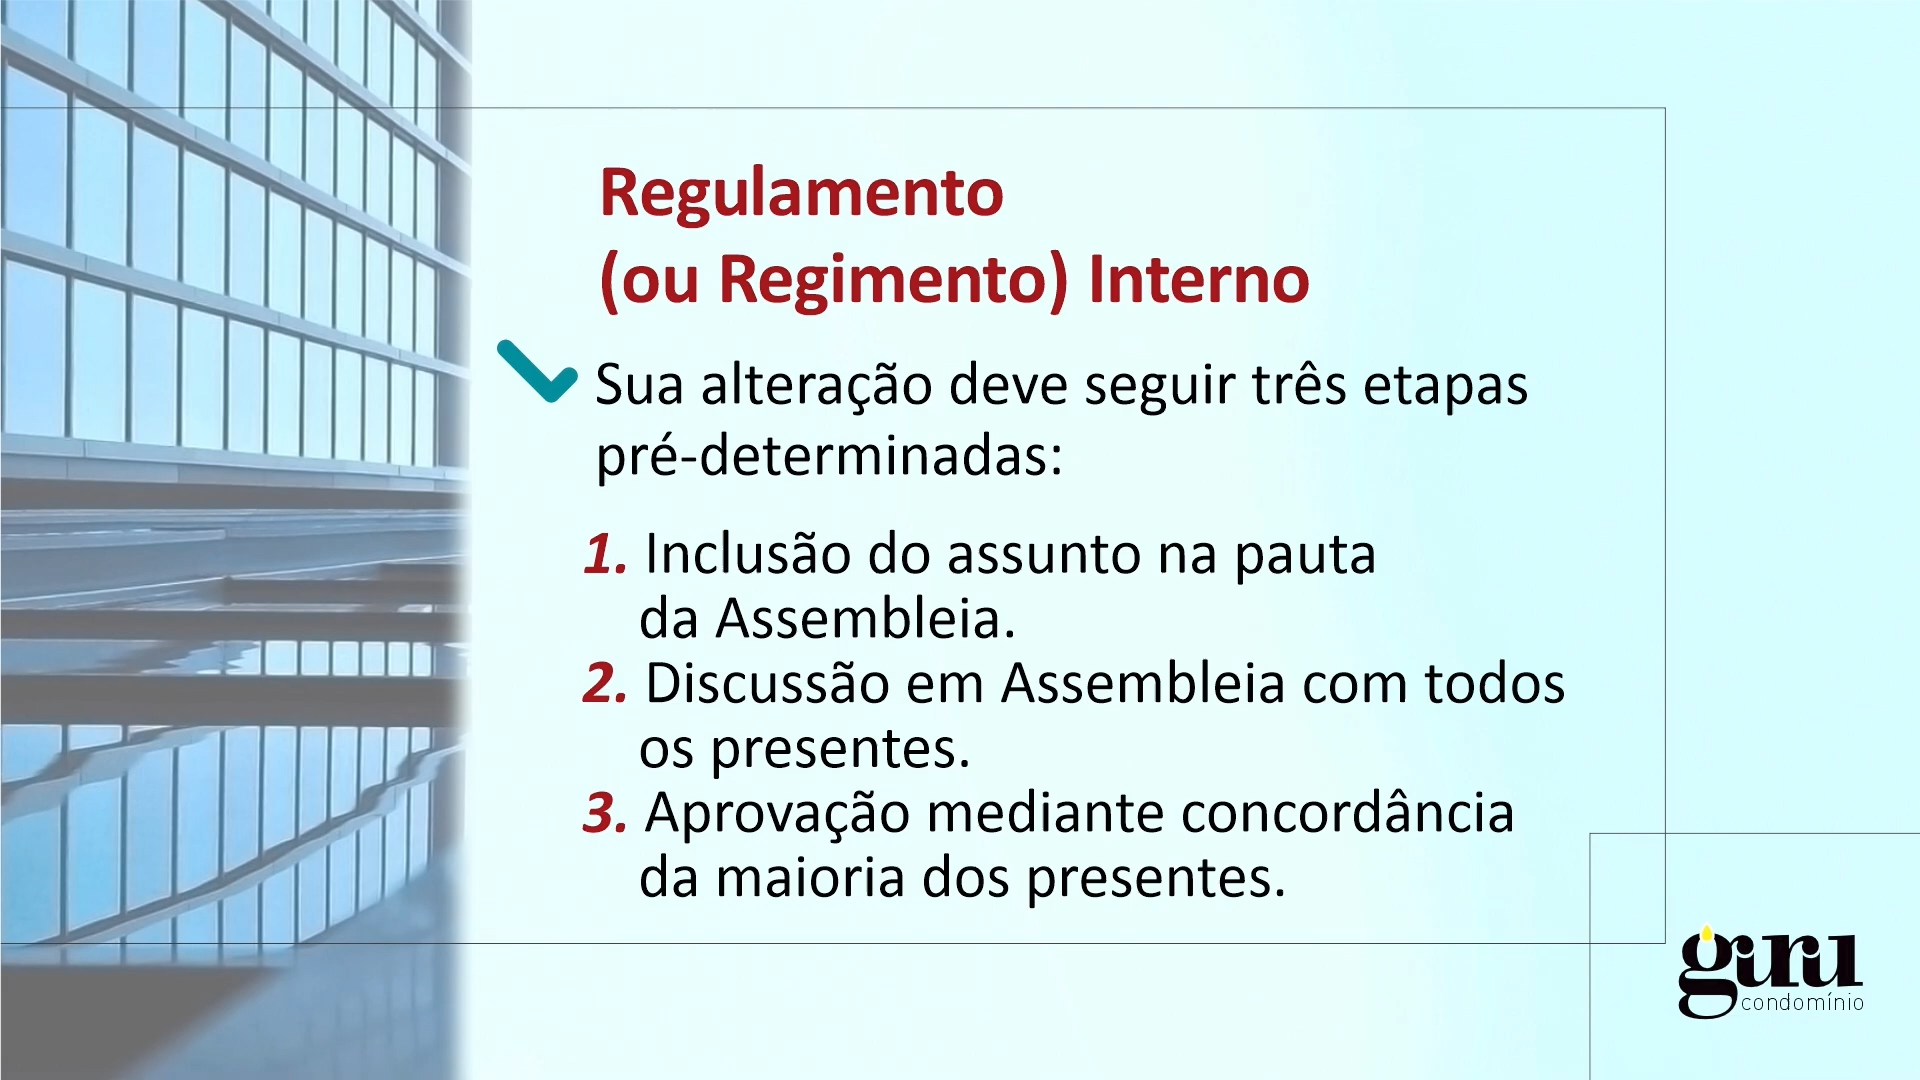 Regulamento
(ou Regimento) Interno
Sua alteração deve seguir três etapas
pré-determinadas:
1. Inclusão do assunto na pauta
da Assembleia.
2. Discussão em Assembleia com todos
os presentes.
3. Aprovação mediante concordância
da maioria dos presentes.
guru
condomínio